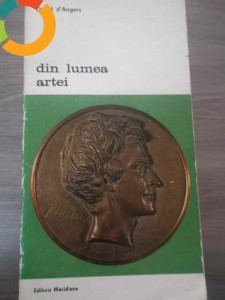 d'Angers
din lumea
artei
Editura Meridiane